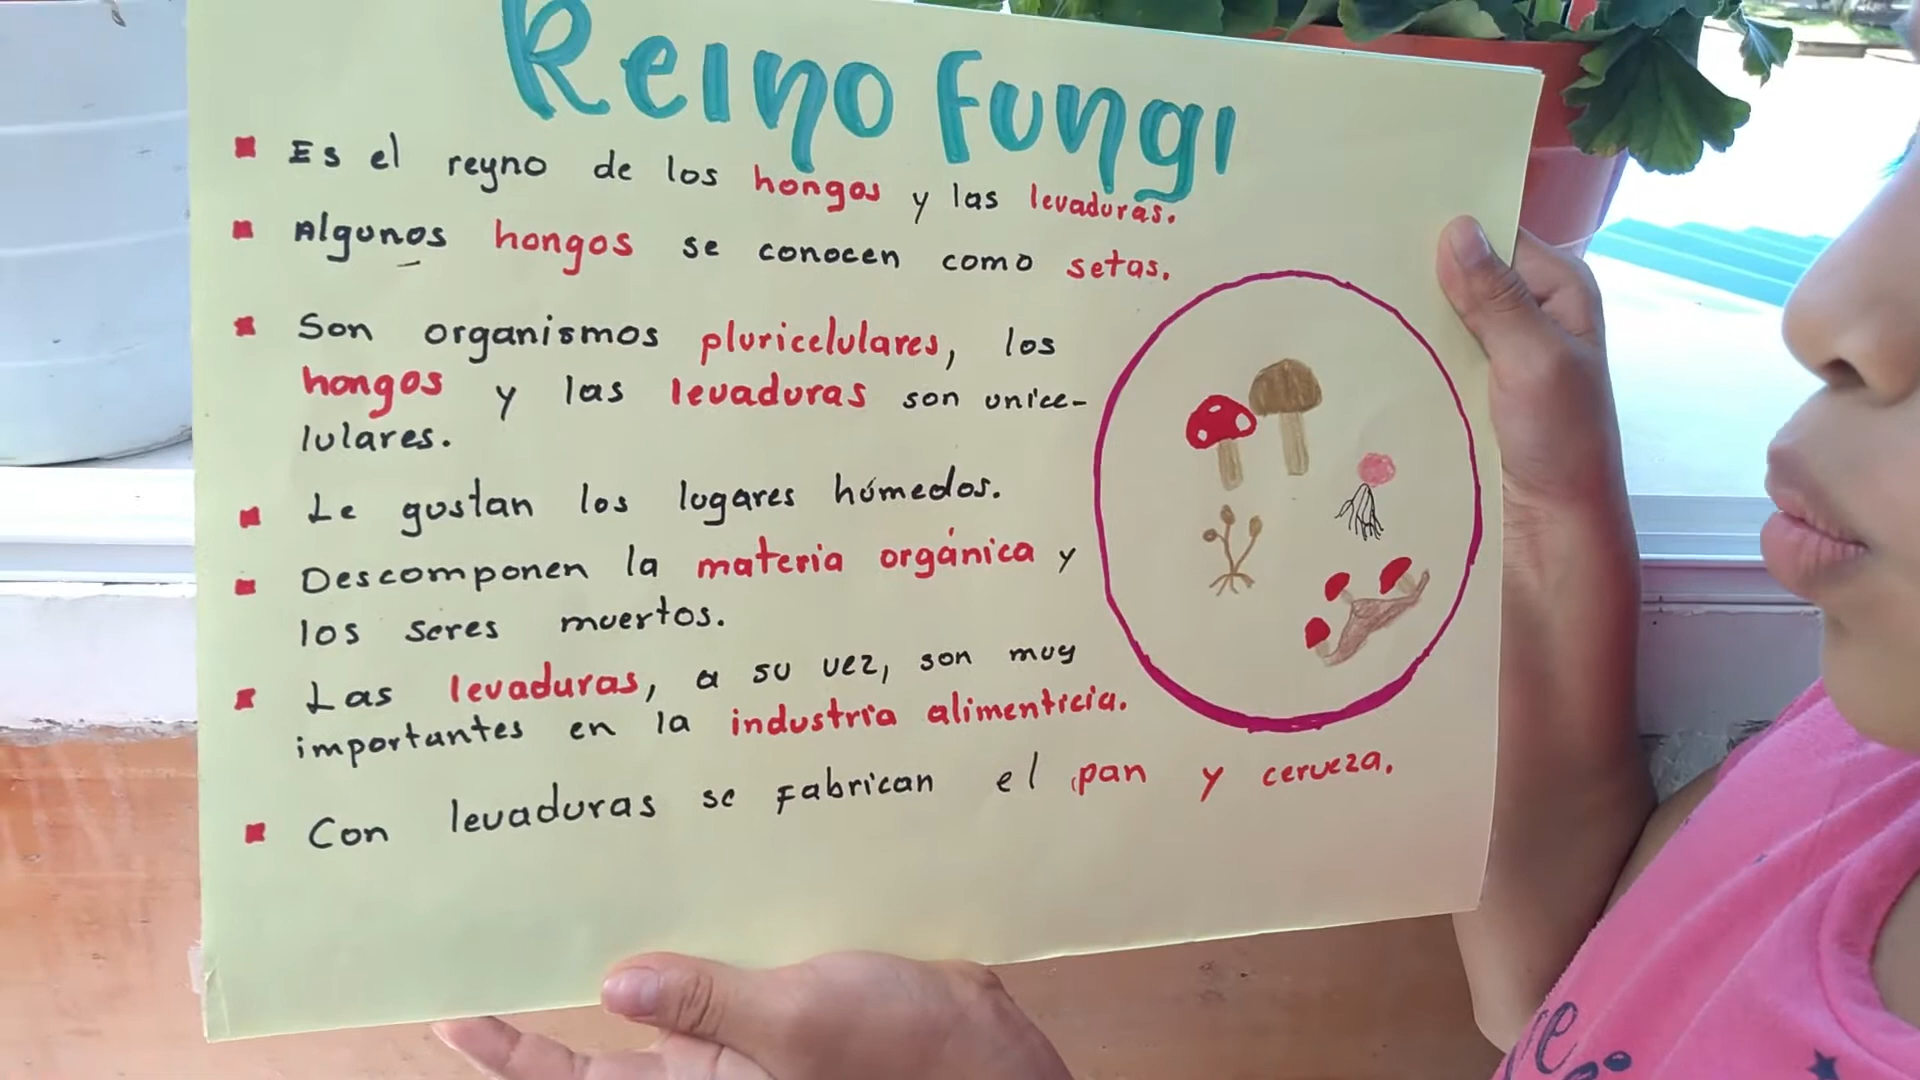 Reino Fungi
Es el reyno de los hongos y las levaduras.
Algunos hongos se conocen como setas.
Son organismos pluricelulares, los
hongos y las levaduras son unice-
lulares.
Le gustan los lugares húmedos.
Descomponen la materia orgánica y
los seres muertos.
Las levaduras, a su vez, son muy
importantes en la industria alimenticia.
Con levaduras se fabrican el pan y cerveza.